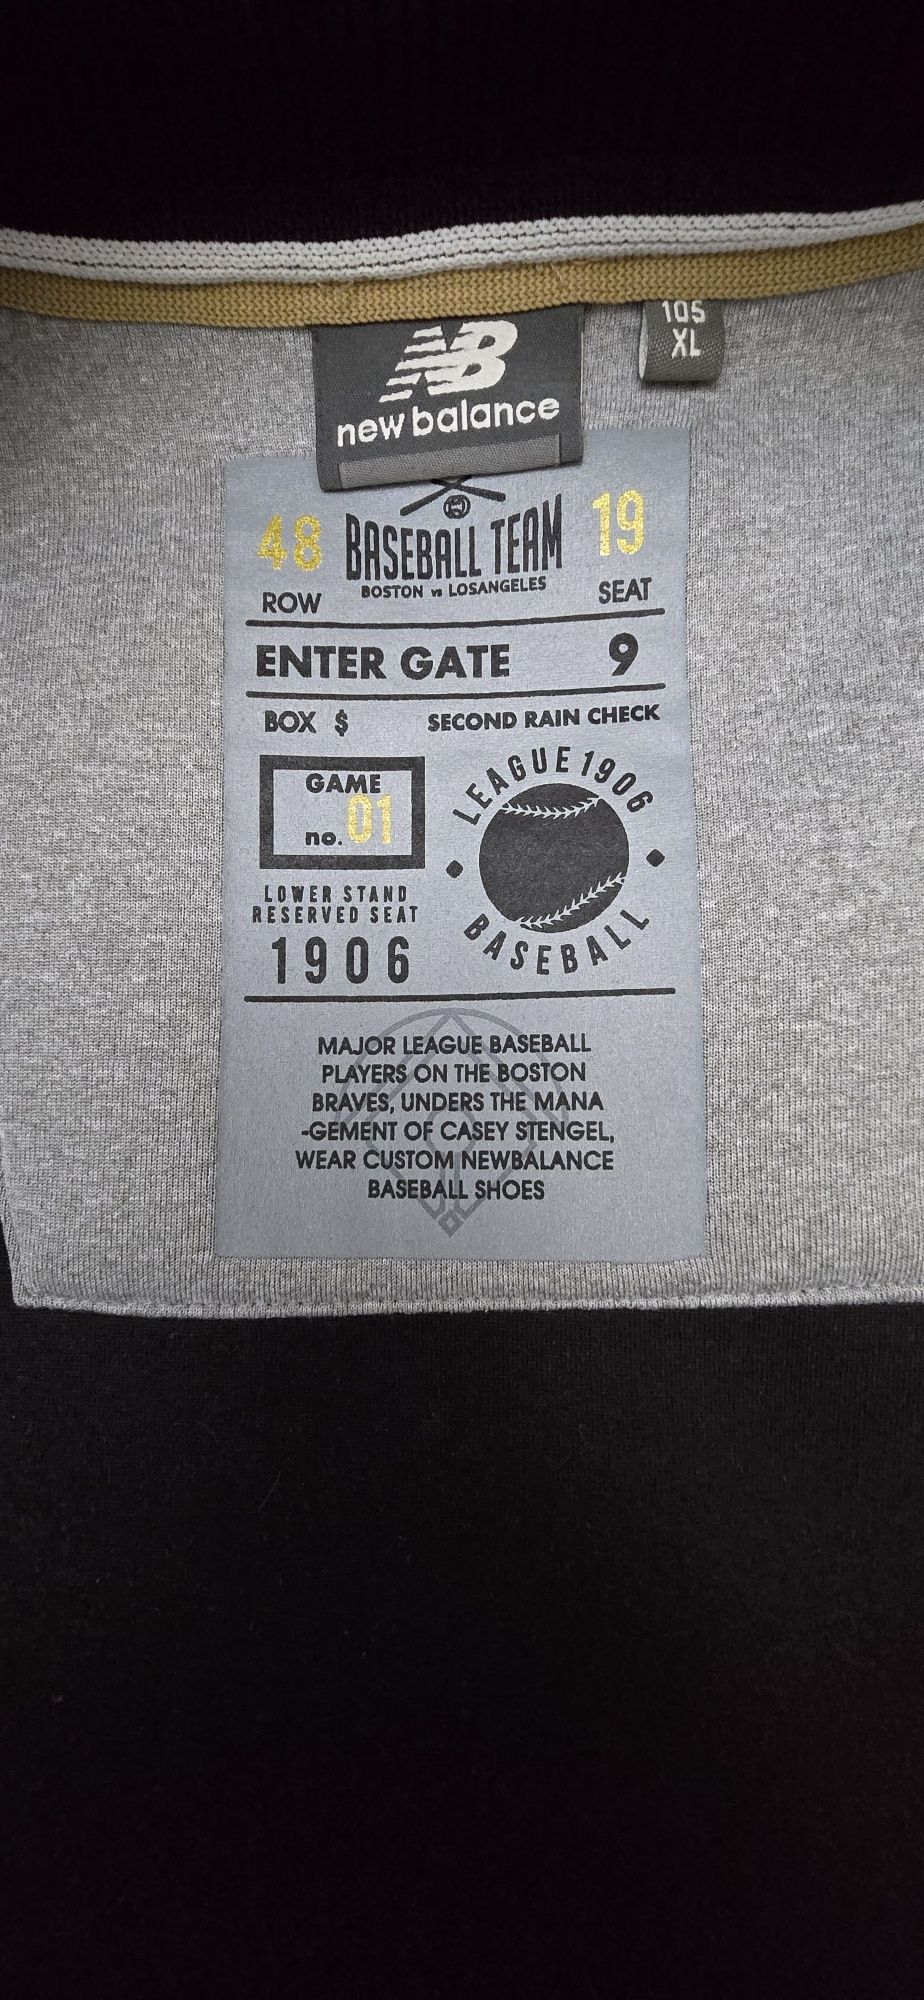 105
XL
NB
new balance
48 BASEBALL TEAM 19
ROW BOSTON vs LOSANGELES SEAT
ENTER GATE 9
BOX $ SECOND RAIN CHECK
GAME
no. 01
LEAGUE 1906
BASEBALL
LOWER STAND
RESERVED SEAT
1906
MAJOR LEAGUE BASEBALL
PLAYERS ON THE BOSTON
BRAVES, UNDERS THE MANA
-GEMENT OF CASEY STENGEL,
WEAR CUSTOM NEWBALANCE
BASEBALL SHOES